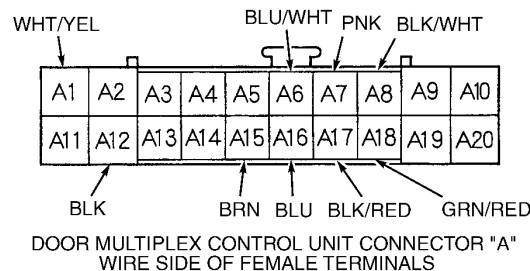 WHT/YEL BLU/WHT PNK BLK/WHT
A1 A2 A3 A4 A5 A6 A7 A8 A9 A10
A11 A12 A13 A14 A15 A16 A17 A18 A19 A20
BLK BRN BLU BLK/RED GRN/RED
DOOR MULTIPLEX CONTROL UNIT CONNECTOR "A"
WIRE SIDE OF FEMALE TERMINALS